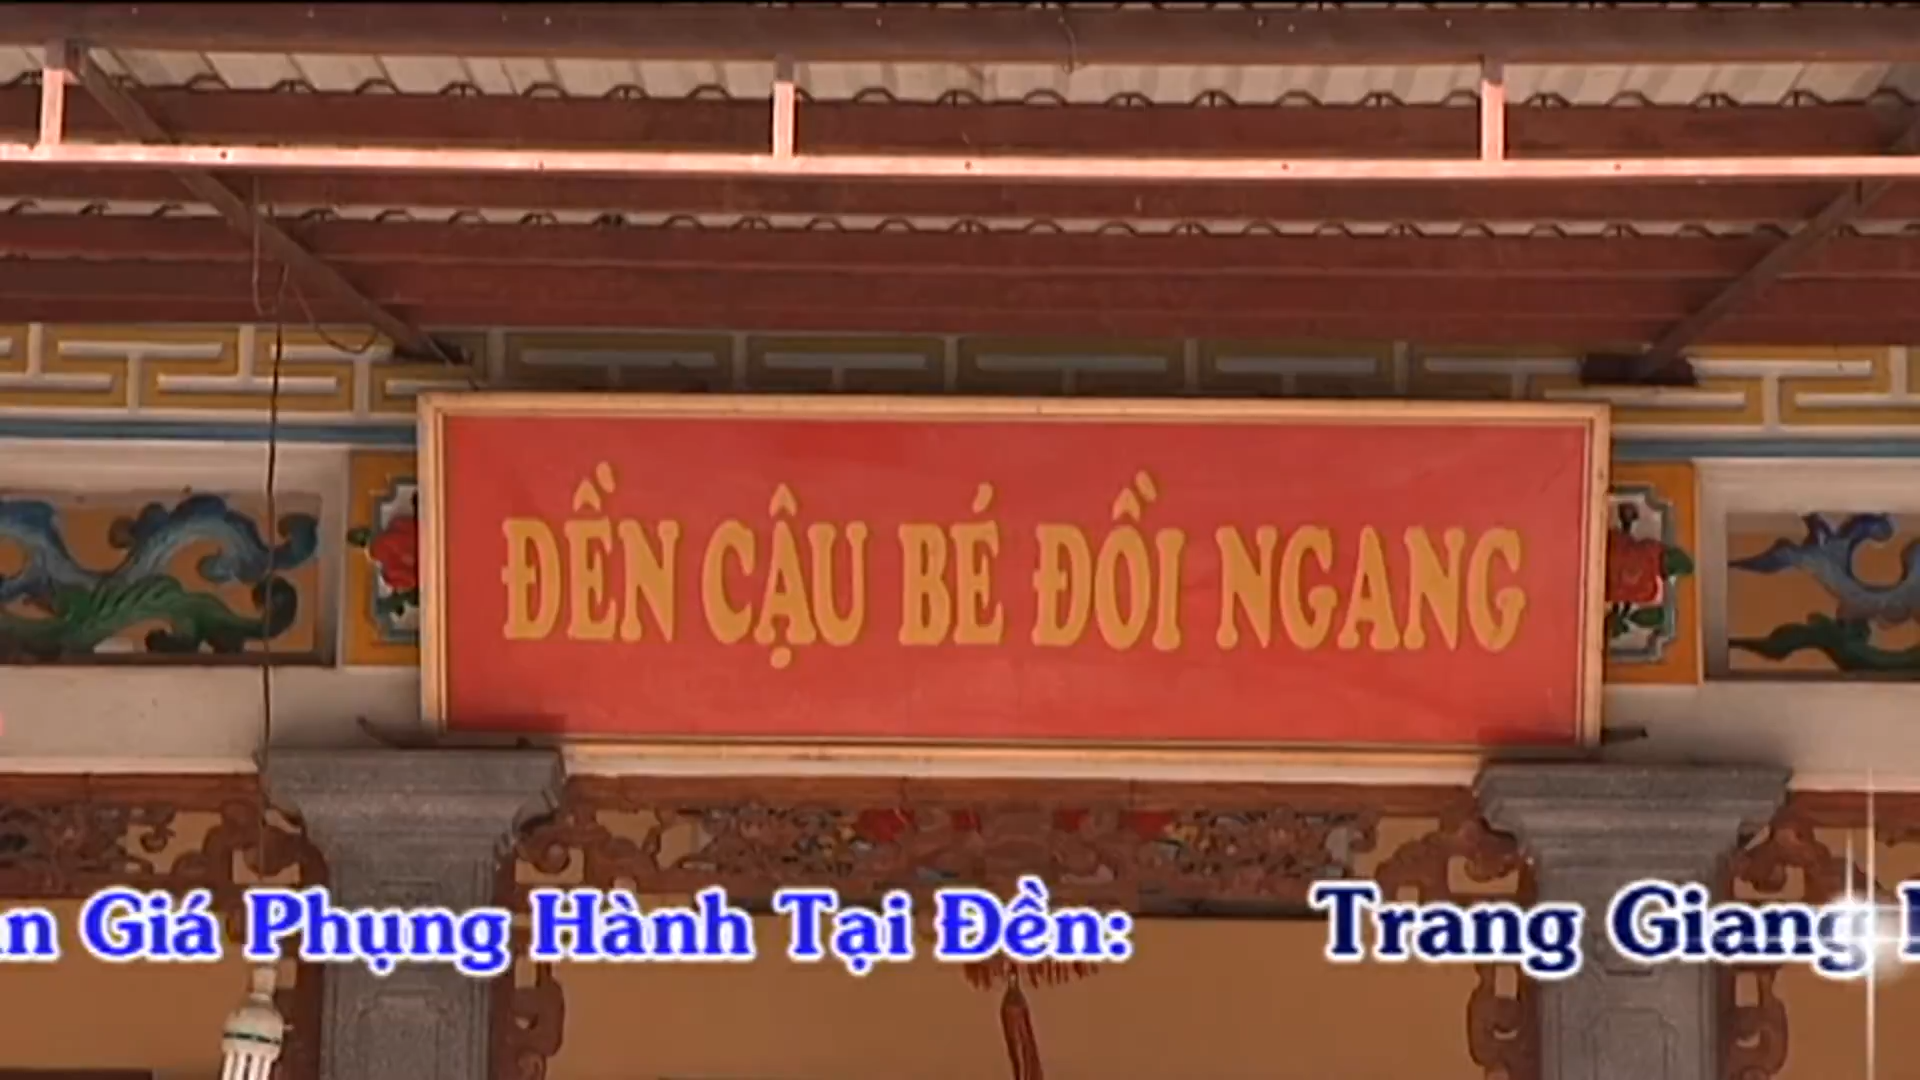 ĐỀN CẬU BÉ ĐỒI NGANG
Giá Phụng Hành Tại Đền: Trang Giang